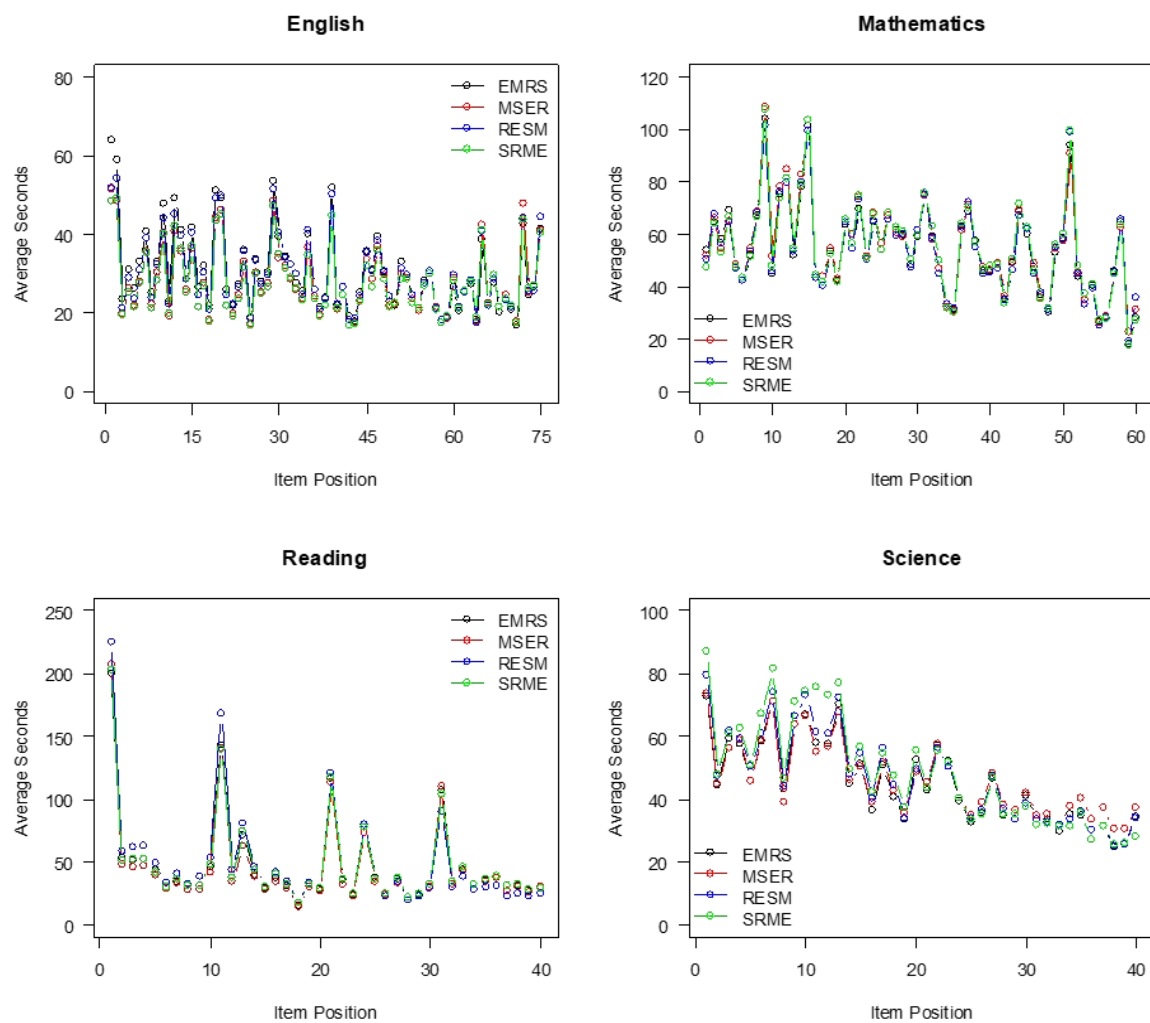 English
Average Seconds
80
60
40
20
0
0
15
30
45
60
75
Item Position
EMRS
MSER
RESM
SRME
Mathematics
Average Seconds
120
100
80
60
40
20
0
0
10
20
30
40
50
60
Item Position
EMRS
MSER
RESM
SRME
Reading
Average Seconds
250
200
150
100
50
0
0
10
20
30
40
Item Position
EMRS
MSER
RESM
SRME
Science
Average Seconds
100
80
60
40
20
0
0
10
20
30
40
Item Position
EMRS
MSER
RESM
SRME